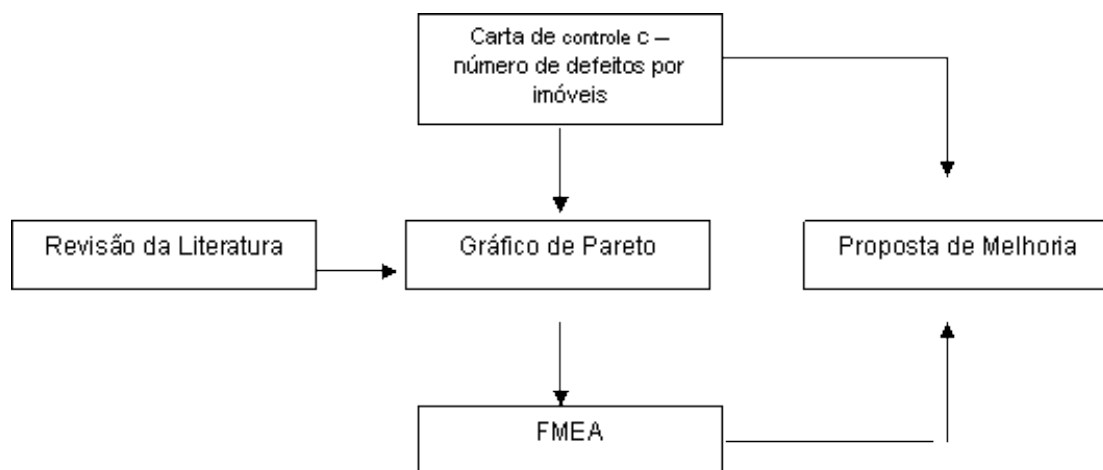 Carta de controle C –
número de defeitos por
imóveis
Revisão da Literatura
Gráfico de Pareto
Proposta de Melhoria
FMEA